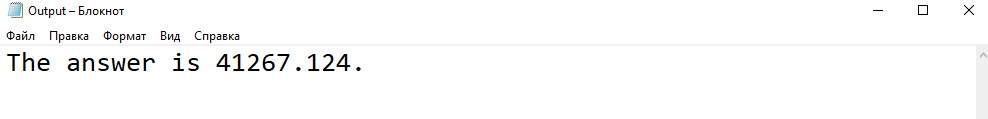 Output – Блокнот
Файл Правка Формат Вид Справка
The answer is 41267.124.